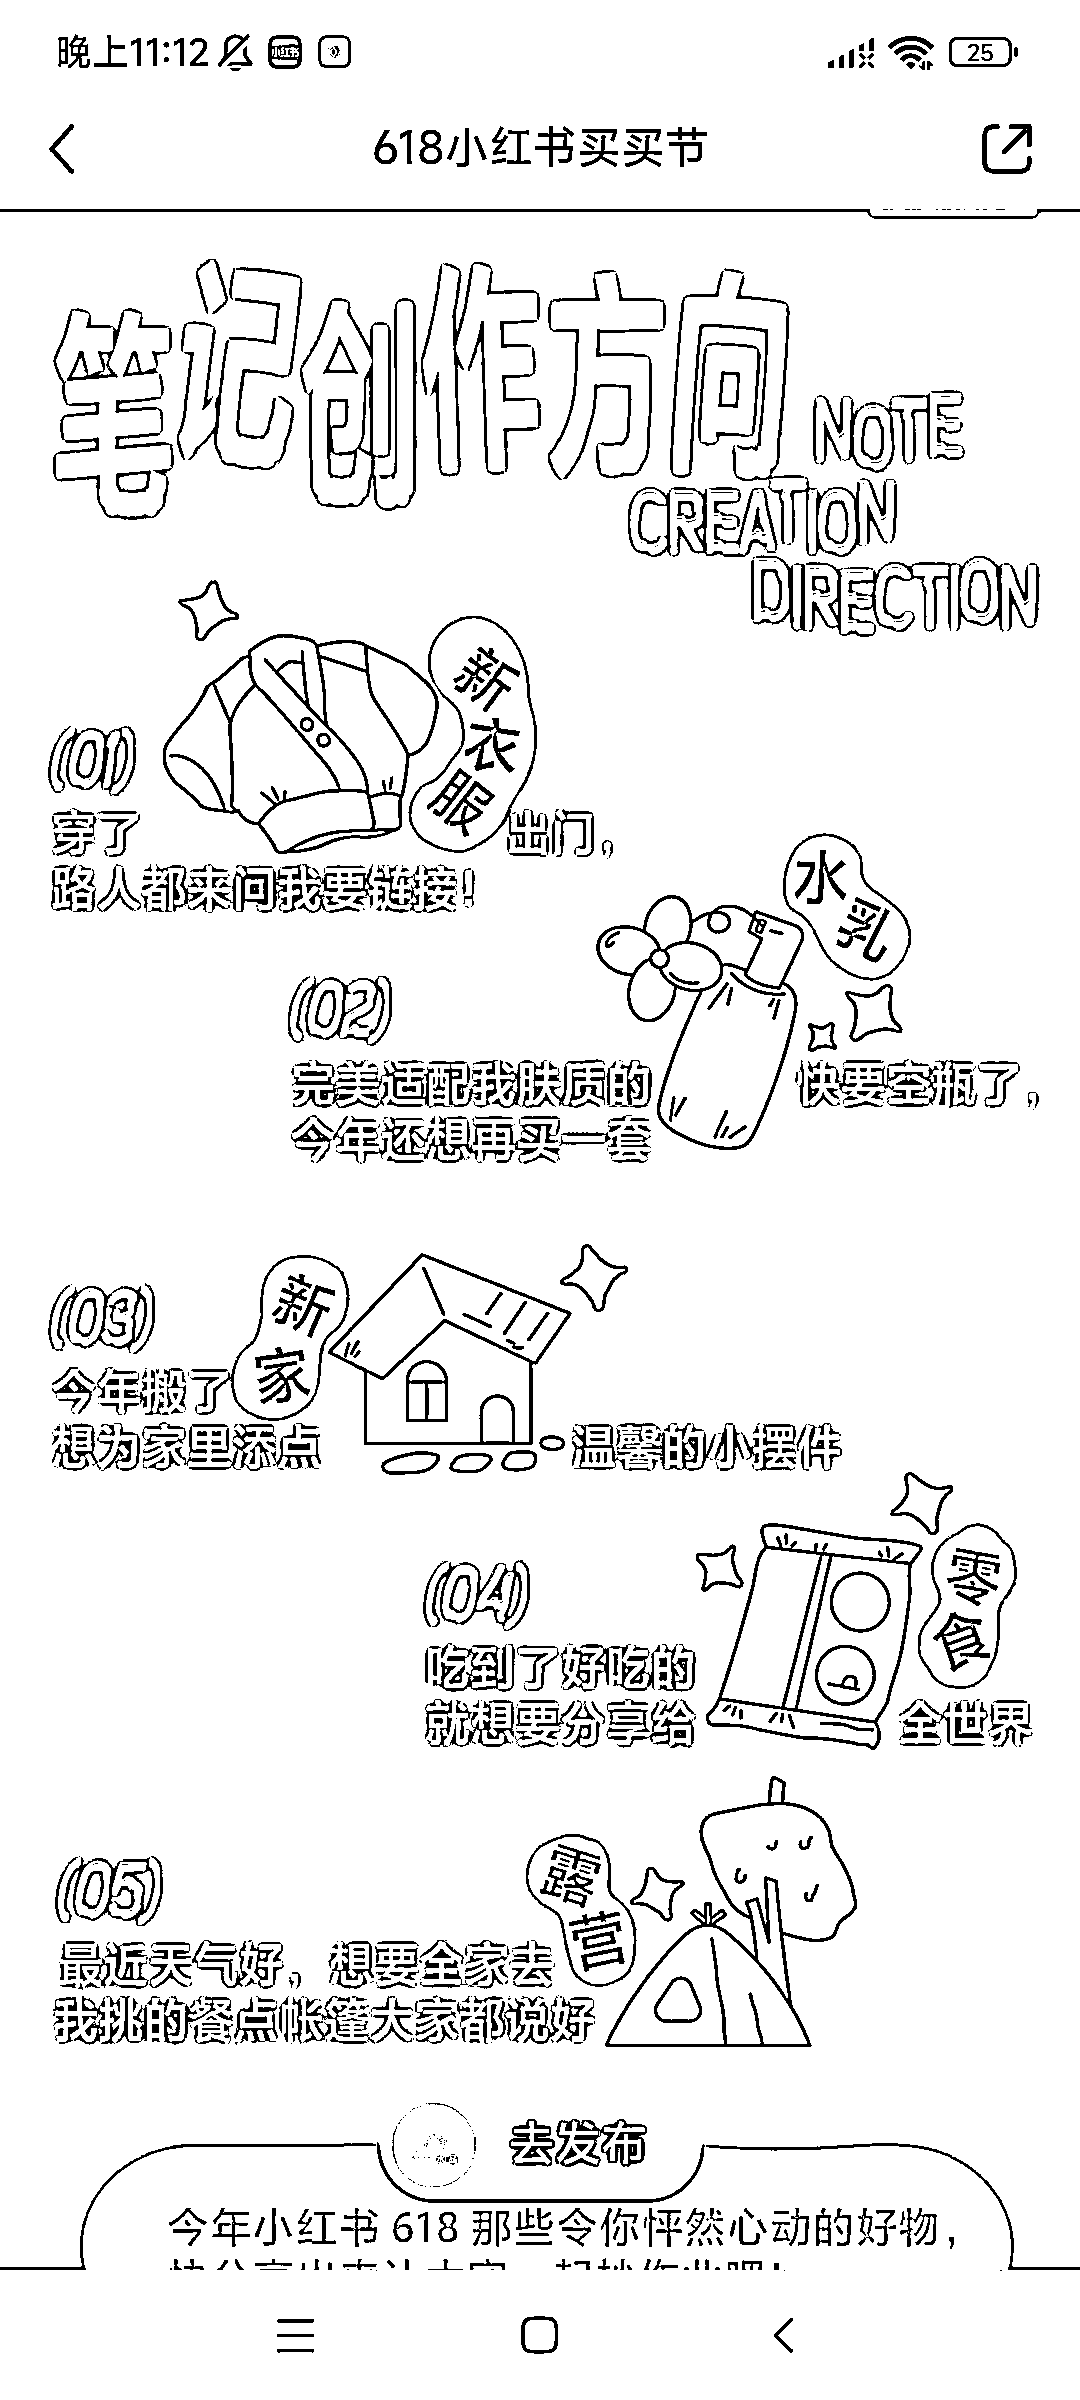 晚上11:12
25
618小红书买买节
笔记创作方向
NOTE
CREATION
DIRECTION
(01)
穿了新衣服出门，
路人都来问我要链接！
水乳
(02)
完美适配我肤质的 快要空瓶了，
今年还想再买一套
(03)
今年搬了新家
想为家里添点温馨的小摆件
零食
(04)
吃到了好吃的
就想要分享给全世界
露营
(05)
最近天气好，想要全家去
我挑的餐点帐篷大家都说好
去发布
今年小红书 618 那些令你怦然心动的好物，